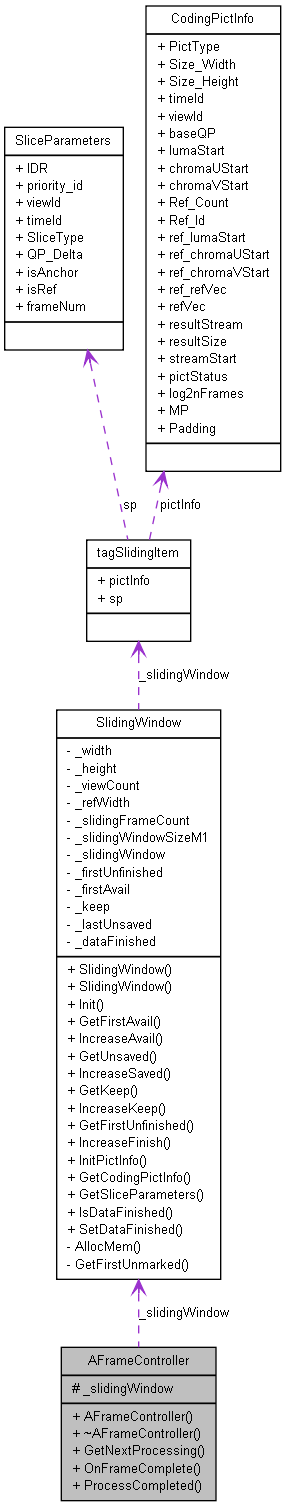 CodingPictInfo
+ PictType
+ Size_Width
+ Size_Height
+ timeId
+ viewId
+ baseQP
+ lumaStart
+ chromaUStart
+ chromaVStart
+ Ref_Count
+ Ref_Id
+ ref_lumaStart
+ ref_chromaUStart
+ ref_chromaVStart
+ ref_refVec
+ refVec
+ resultStream
+ resultSize
+ streamStart
+ pictStatus
+ log2nFrames
+ MP
+ Padding
SliceParameters
+ IDR
+ priority_id
+ viewId
+ timeId
+ SliceType
+ QP_Delta
+ isAnchor
+ isRef
+ frameNum
sp
pictInfo
tagSlidingItem
+ pictInfo
+ sp
_slidingWindow
SlidingWindow
- _width
- _height
- _viewCount
- _refWidth
- _slidingFrameCount
- _slidingWindowSizeM1
- _slidingWindow
- _firstUnfinished
- _firstAvail
- _keep
- _lastUnsaved
- _dataFinished
+ SlidingWindow()
+ SlidingWindow()
+ Init()
+ GetFirstAvail()
+ IncreaseAvail()
+ GetUnsaved()
+ IncreaseSaved()
+ GetKeep()
+ IncreaseKeep()
+ GetFirstUnfinished()
+ IncreaseFinish()
+ InitPictInfo()
+ GetCodingPictInfo()
+ GetSliceParameters()
+ IsDataFinished()
+ SetDataFinished()
- AllocMem()
- GetFirstUnmarked()
_slidingWindow
AFrameController
# _slidingWindow
+ AFrameController()
+ ~AFrameController()
+ GetNextProcessing()
+ OnFrameComplete()
+ ProcessCompleted()